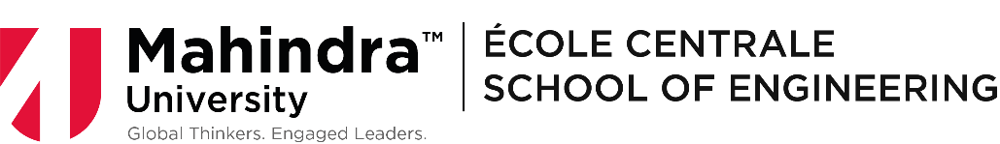 Mahindra™
University
Global Thinkers. Engaged Leaders.
ÉCOLE CENTRALE
SCHOOL OF ENGINEERING